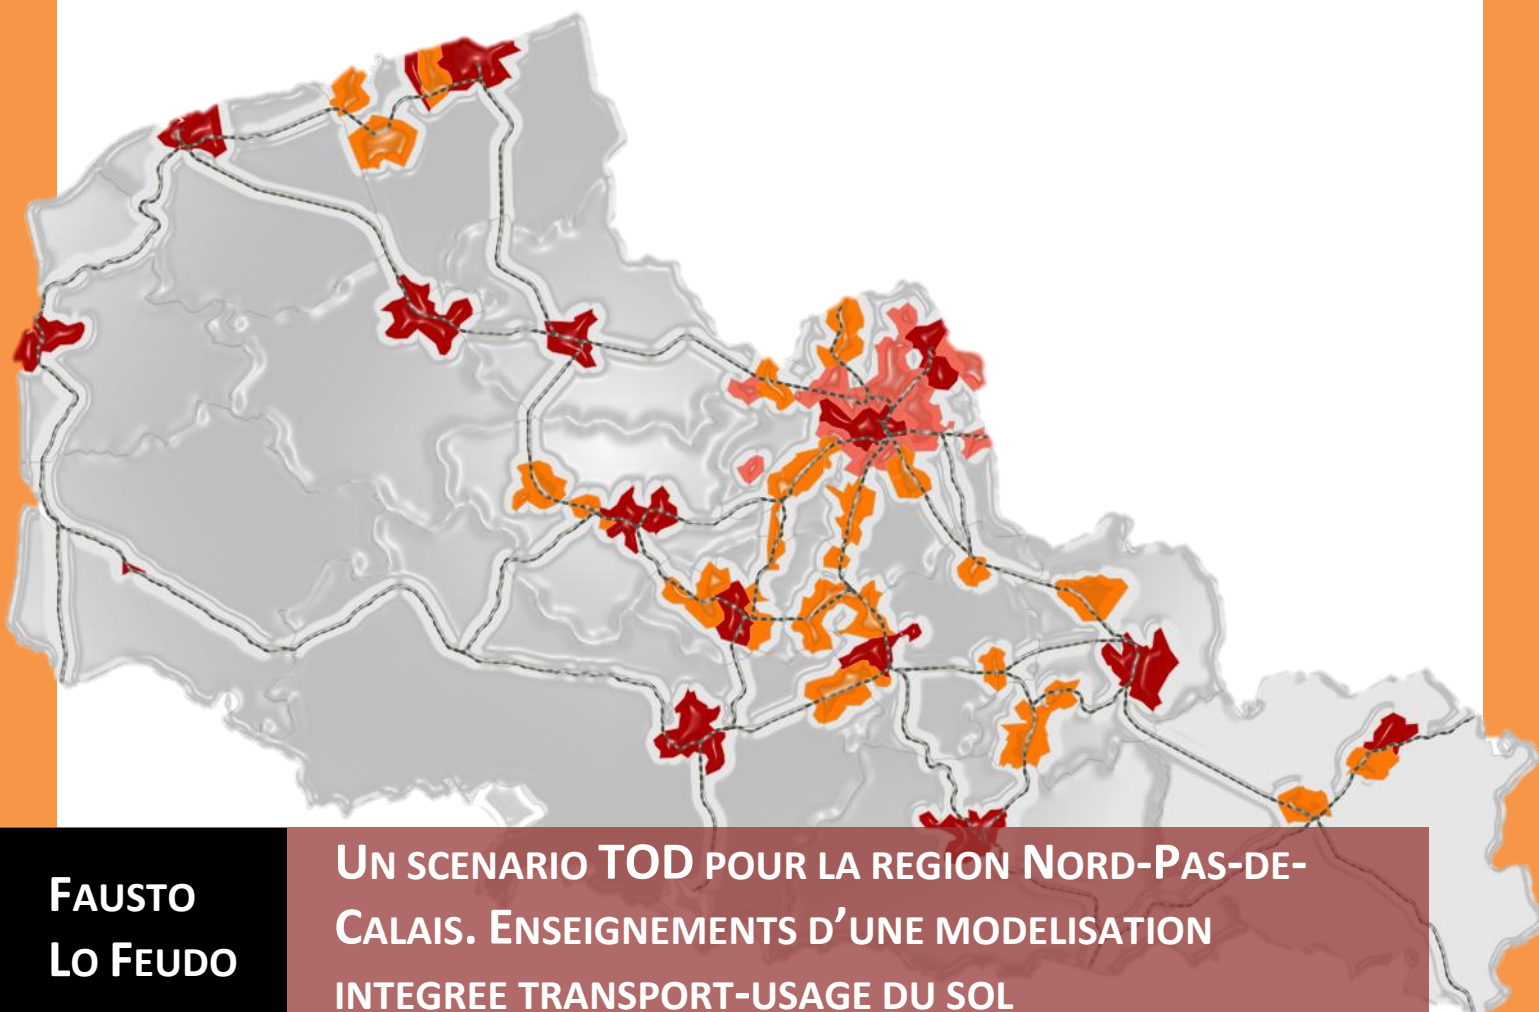 FAUSTO
LO FEUDO
UN SCENARIO TOD POUR LA REGION NORD-PAS-DE-
CALAIS. ENSEIGNEMENTS D’UNE MODELISATION
INTEGREE TRANSPORT-USAGE DU SOL